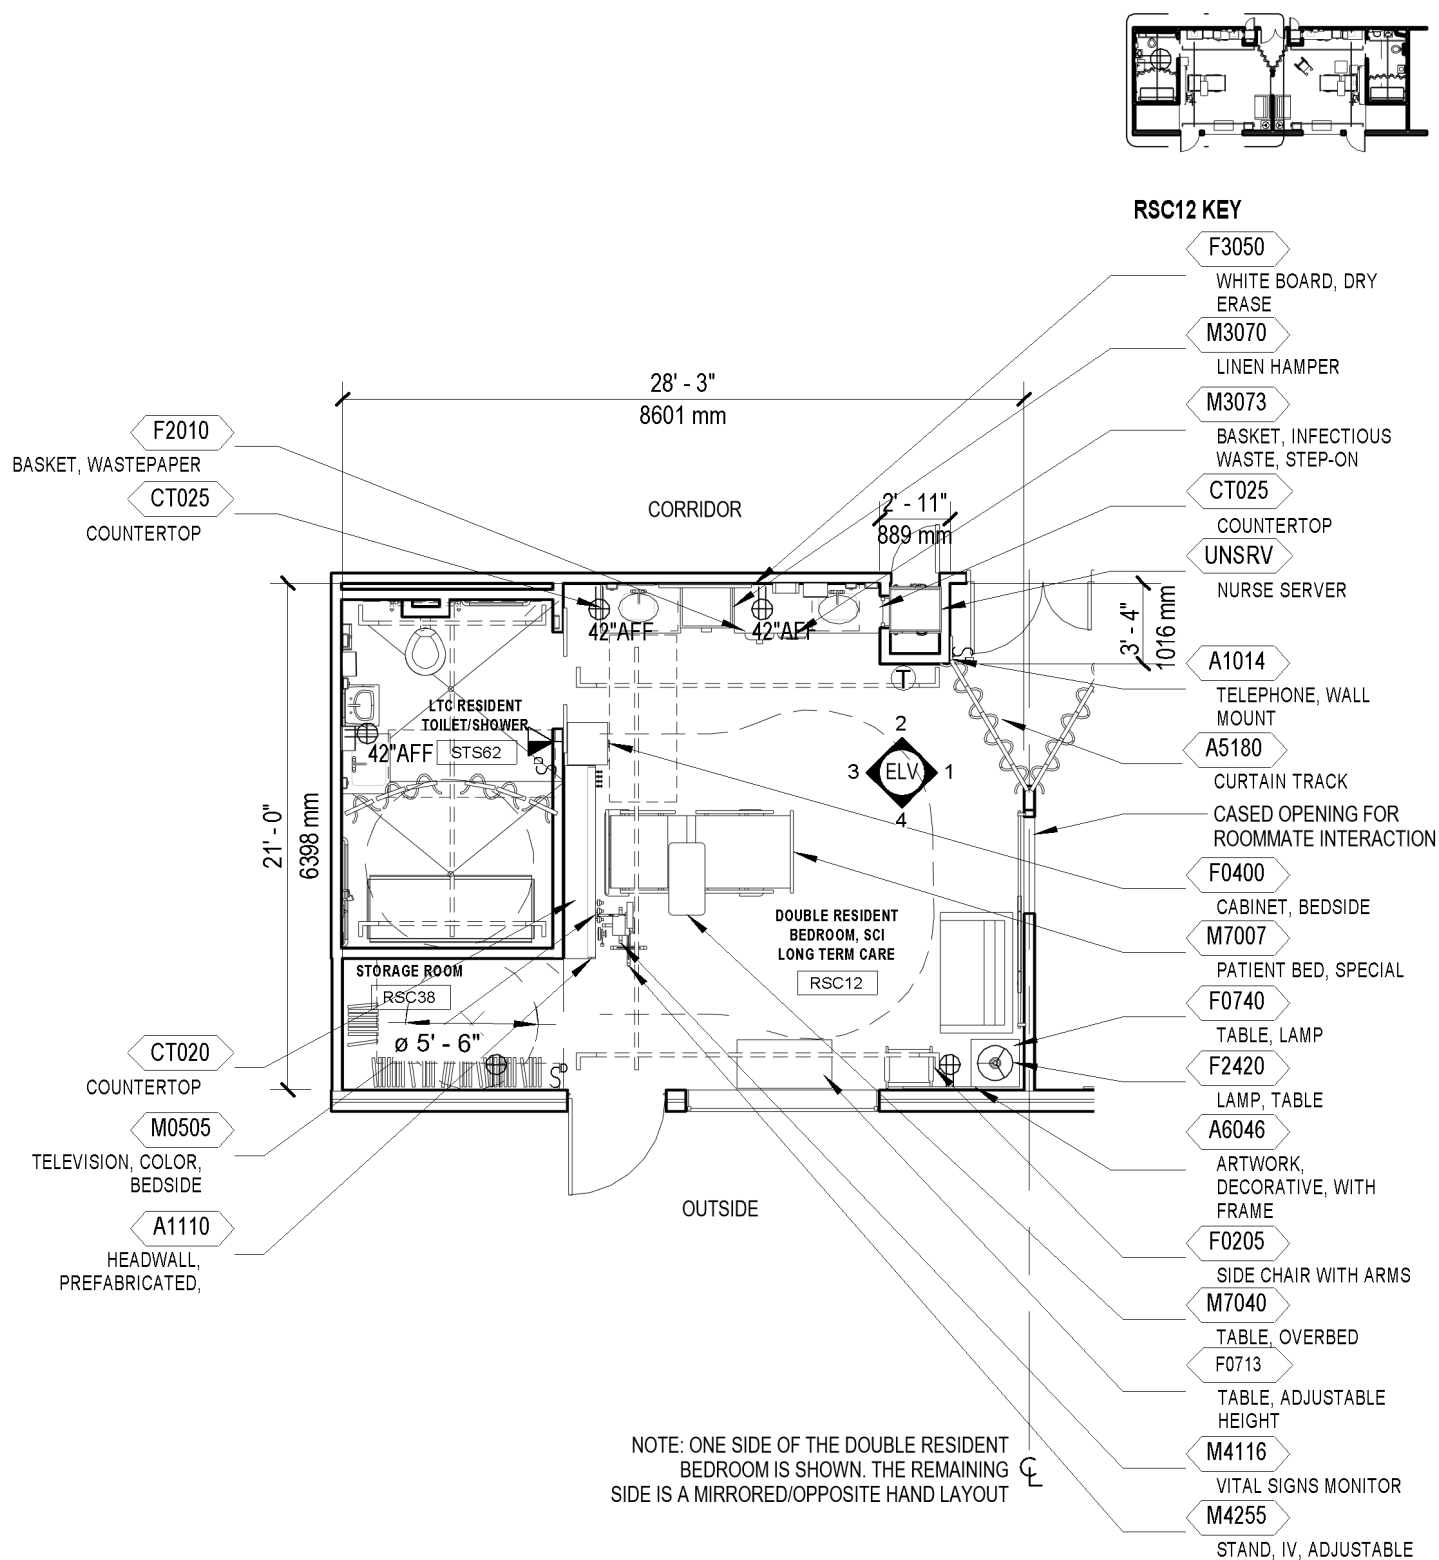 RSC12 KEY
F3050
WHITE BOARD, DRY
ERASE
M3070
LINEN HAMPER
M3073
BASKET, INFECTIOUS
WASTE, STEP-ON
CT025
COUNTERTOP
UNSRV
NURSE SERVER
A1014
TELEPHONE, WALL
MOUNT
A5180
CURTAIN TRACK
CASED OPENING FOR
ROOMMATE INTERACTION
F0400
CABINET, BEDSIDE
M7007
PATIENT BED, SPECIAL
F0740
TABLE, LAMP
F2420
LAMP, TABLE
A6046
ARTWORK,
DECORATIVE, WITH
FRAME
F0205
SIDE CHAIR WITH ARMS
M7040
TABLE, OVERBED
F0713
TABLE, ADJUSTABLE
HEIGHT
M4116
VITAL SIGNS MONITOR
M4255
STAND, IV, ADJUSTABLE
28' - 3"
8601 mm
F2010
BASKET, WASTEPAPER
CT025
COUNTERTOP
CORRIDOR
2' - 11"
889 mm
3' - 4"
1016 mm
42"AFF
42"AFF
T
LTC RESIDENT
TOILET/SHOWER
STS62
42"AFF
2
3
ELV
1
4
21' - 0"
6398 mm
DOUBLE RESIDENT
BEDROOM, SCI
LONG TERM CARE
RSC12
STORAGE ROOM
RSC38
ø 5' - 6"
CT020
COUNTERTOP
M0505
TELEVISION, COLOR,
BEDSIDE
A1110
HEADWALL,
PREFABRICATED,
OUTSIDE
NOTE: ONE SIDE OF THE DOUBLE RESIDENT
BEDROOM IS SHOWN. THE REMAINING
SIDE IS A MIRRORED/OPPOSITE HAND LAYOUT